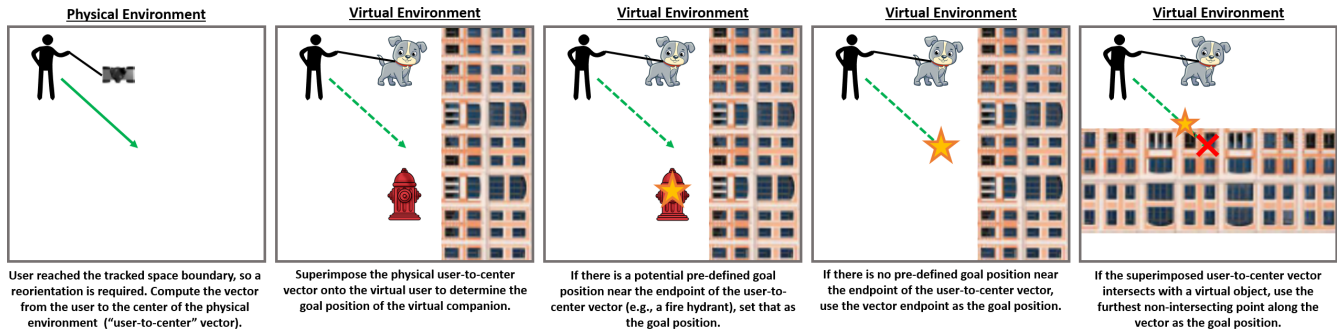 Physical Environment
User reached the tracked space boundary, so a
reorientation is required. Compute the vector
from the user to the center of the physical
environment ("user-to-center" vector).
Virtual Environment
Superimpose the physical user-to-center
vector onto the virtual user to determine the
goal position of the virtual companion.
Virtual Environment
If there is a potential pre-defined goal
position near the endpoint of the user-to-
center vector (e.g., a fire hydrant), set that as
the goal position.
Virtual Environment
If there is no pre-defined goal position near
the endpoint of the user-to-center vector,
use the vector endpoint as the goal position.
Virtual Environment
If the superimposed user-to-center vector
intersects with a virtual object, use the
furthest non-intersecting point along the
vector as the goal position.